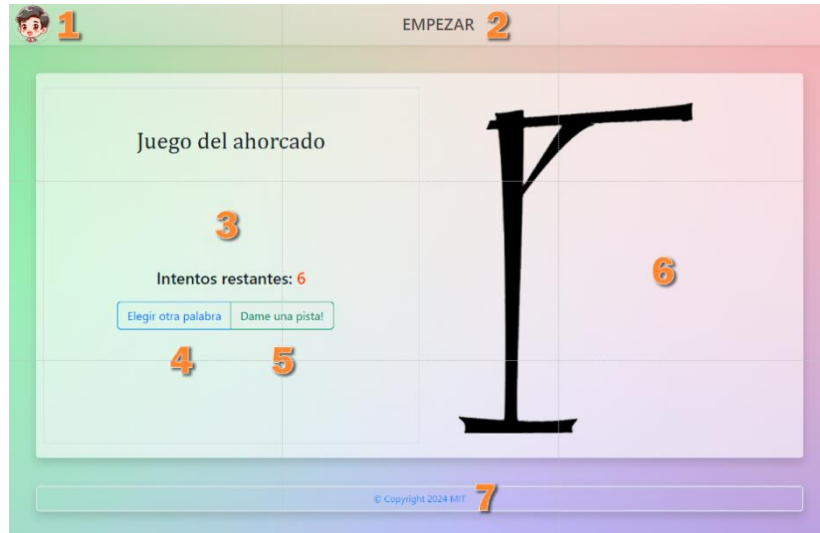 1
EMPEZAR 2
Juego del ahorcado
3
Intentos restantes: 6
6
Elegir otra palabra Dame una pista!
4 5
© Copyright 2024 MIT 7